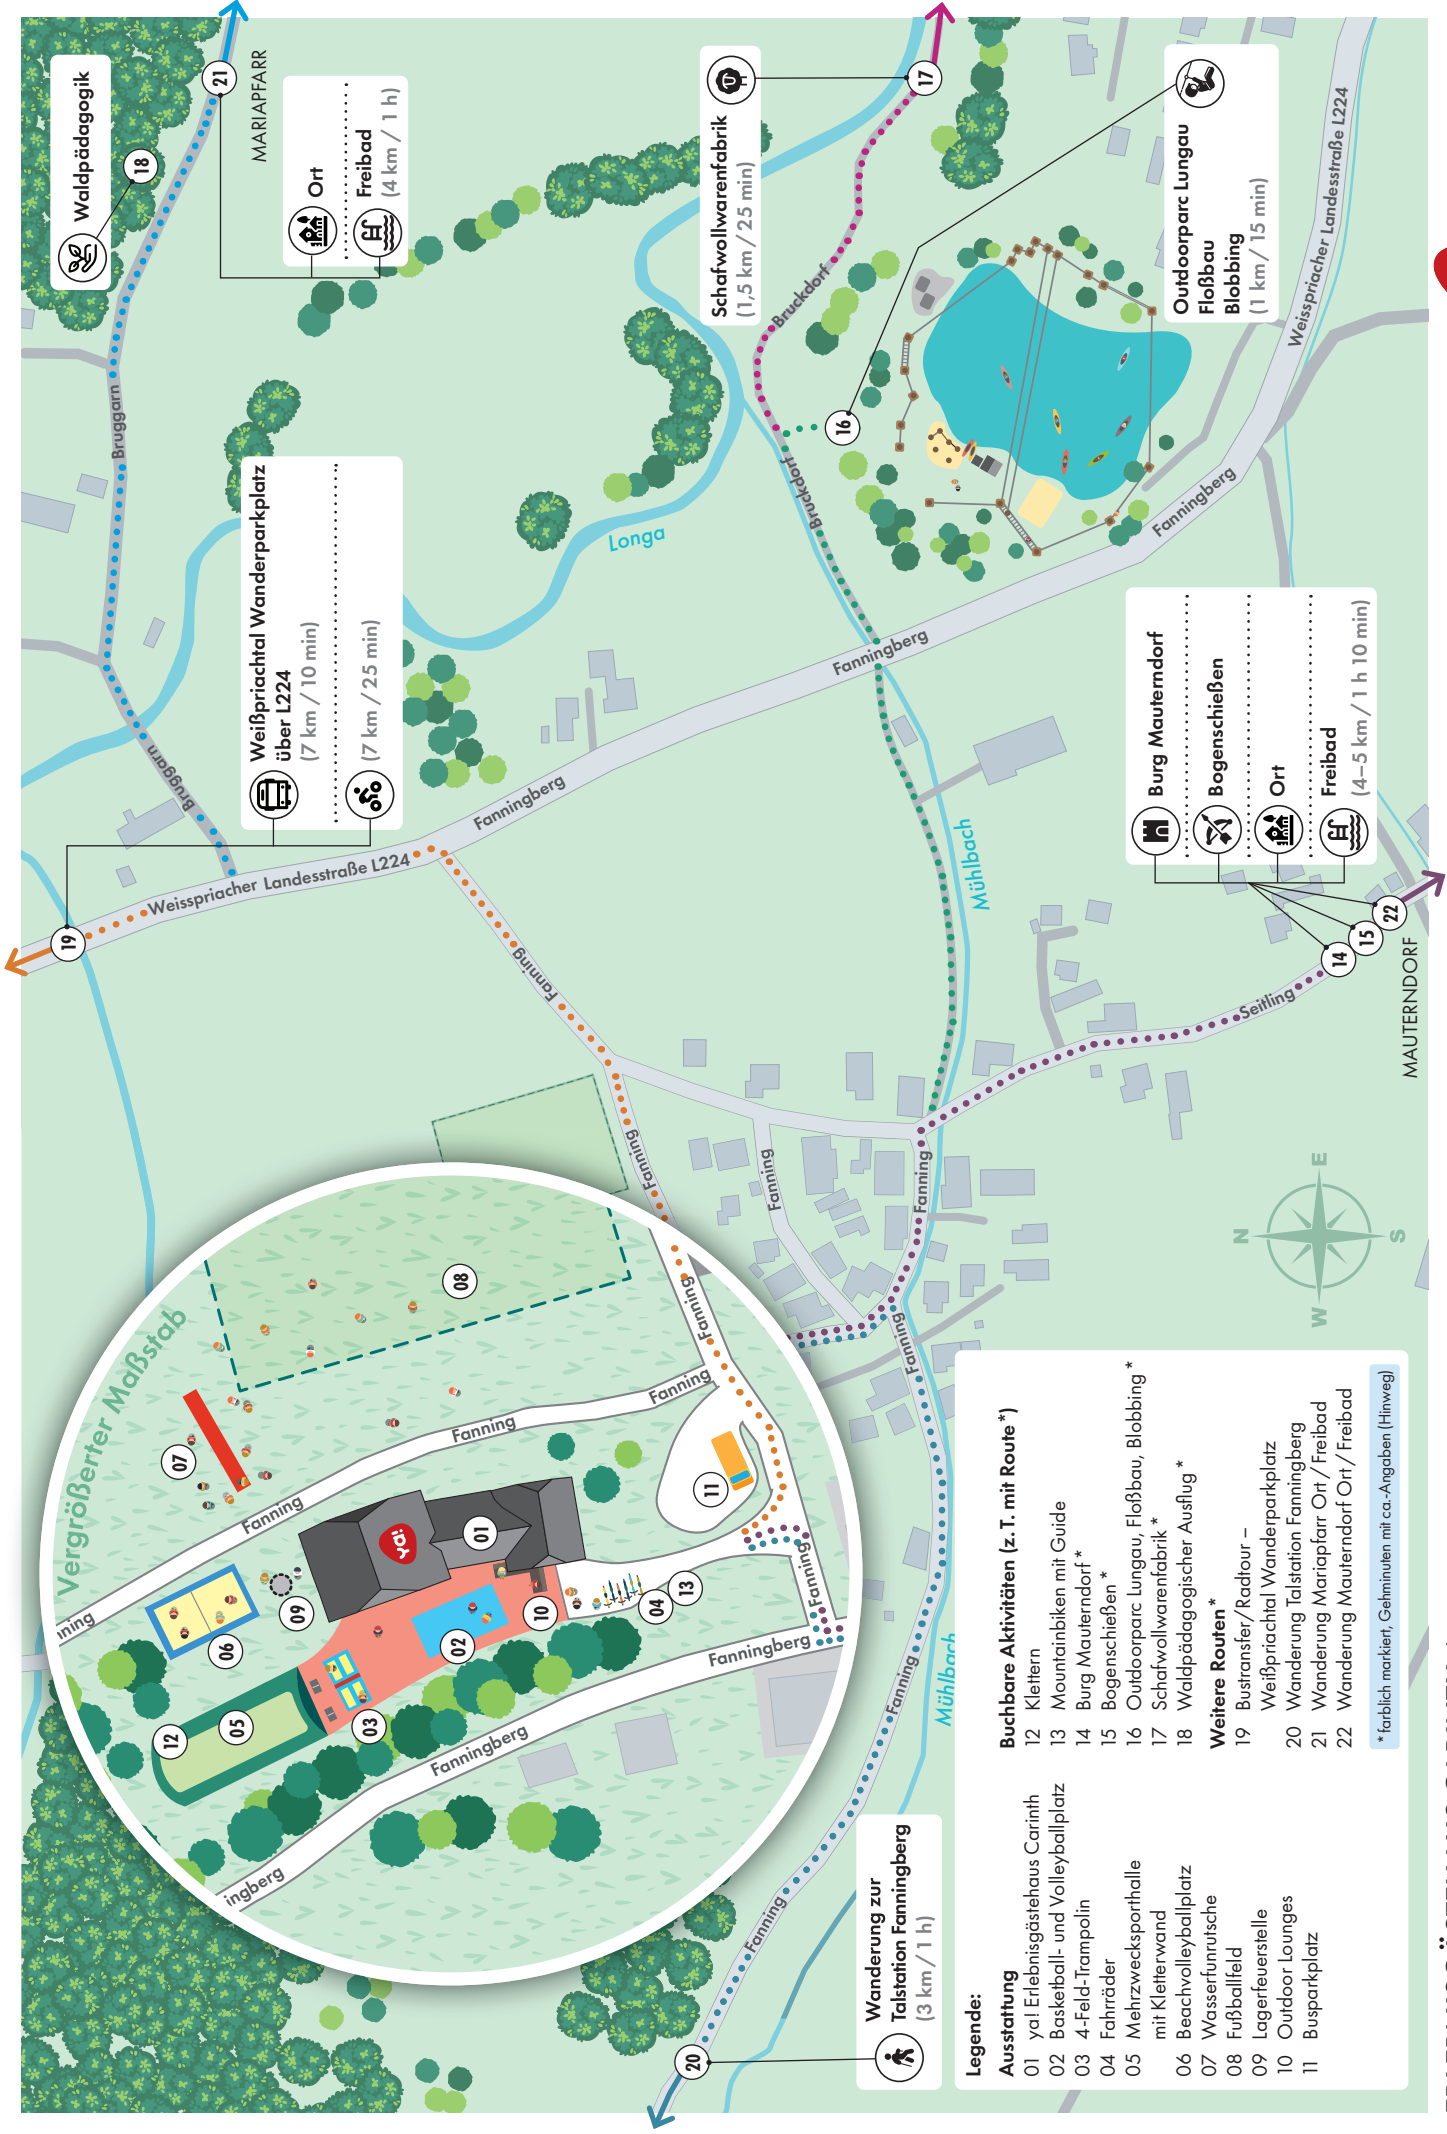 Waldpädagogik
18
21
MARIAPFARR
Ort
Freibad
(4 km / 1 h)
Schafwollwarenfabrik
(1,5 km / 25 min)
17
Outdoorparc Lungau
Floßbau
Blobbing
(1 km / 15 min)
16
Weisspriacher Landesstraße L224
Bruggarn
Bruggarn
Bruckdorf
Bruckdorf
Longa
Fanningberg
Fanningberg
Fanningberg
Weißpriachtal Wanderparkplatz
über L224
(7 km / 10 min)
(7 km / 25 min)
19
Weisspriacher Landesstraße L224
Burg Mauterndorf
Bogenschießen
Ort
Freibad
(4–5 km / 1 h 10 min)
14
15
22
MAUTERNDORF
Seitling
Mühlbach
Fanning
Fanning
Fanning
Fanning
Fanning
Fanning
Fanning
Mühlbach
N
E
S
W
Vergrößerter Maßstab
08
07
Fanning
Fanning
Fanning
Fanning
Fanning
ning
yo!
01
11
09
06
10
02
04
13
03
05
12
Fanningberg
Fanningberg
ingberg
20
Wanderung zur
Talstation Fanningberg
(3 km / 1 h)
Legende:
Ausstattung
01 yo! Erlebnisgästehaus Carinth
02 Basketball- und Volleyballplatz
03 4-Feld-Trampolin
04 Fahrräder
05 Mehrzwecksporthalle
mit Kletterwand
06 Beachvolleyballplatz
07 Wasserfunrutsche
08 Fußballfeld
09 Lagerfeuerstelle
10 Outdoor Lounges
11 Busparkplatz
Buchbare Aktivitäten (z. T. mit Route *)
12 Klettern
13 Mountainbiken mit Guide
14 Burg Mauterndorf *
15 Bogenschießen *
16 Outdoorparc Lungau, Floßbau, Blobbing *
17 Schafwollwarenfabrik *
18 Waldpädagogischer Ausflug *
Weitere Routen*
19 Bustransfer/Radtour –
Weißpriachtal Wanderparkplatz
20 Wanderung Talstation Fanningberg
21 Wanderung Mariapfarr Ort / Freibad
22 Wanderung Mauterndorf Ort / Freibad
* farblich markiert, Gehminuten mit ca.-Angaben (Hinweg)